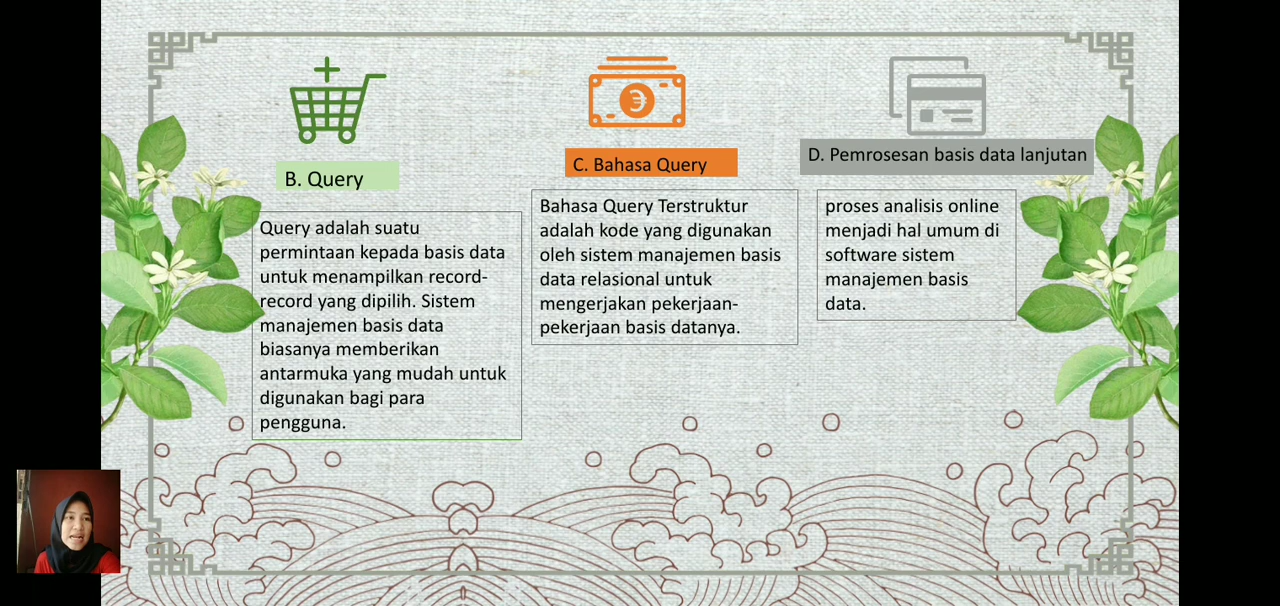 B. Query
Query adalah suatu
permintaan kepada basis data
untuk menampilkan record-
record yang dipilih. Sistem
manajemen basis data
biasanya memberikan
antarmuka yang mudah untuk
digunakan bagi para
pengguna.
C. Bahasa Query
Bahasa Query Terstruktur
adalah kode yang digunakan
oleh sistem manajemen basis
data relasional untuk
mengerjakan pekerjaan-
pekerjaan basis datanya.
D. Pemrosesan basis data lanjutan
proses analisis online
menjadi hal umum di
software sistem
manajemen basis
data.